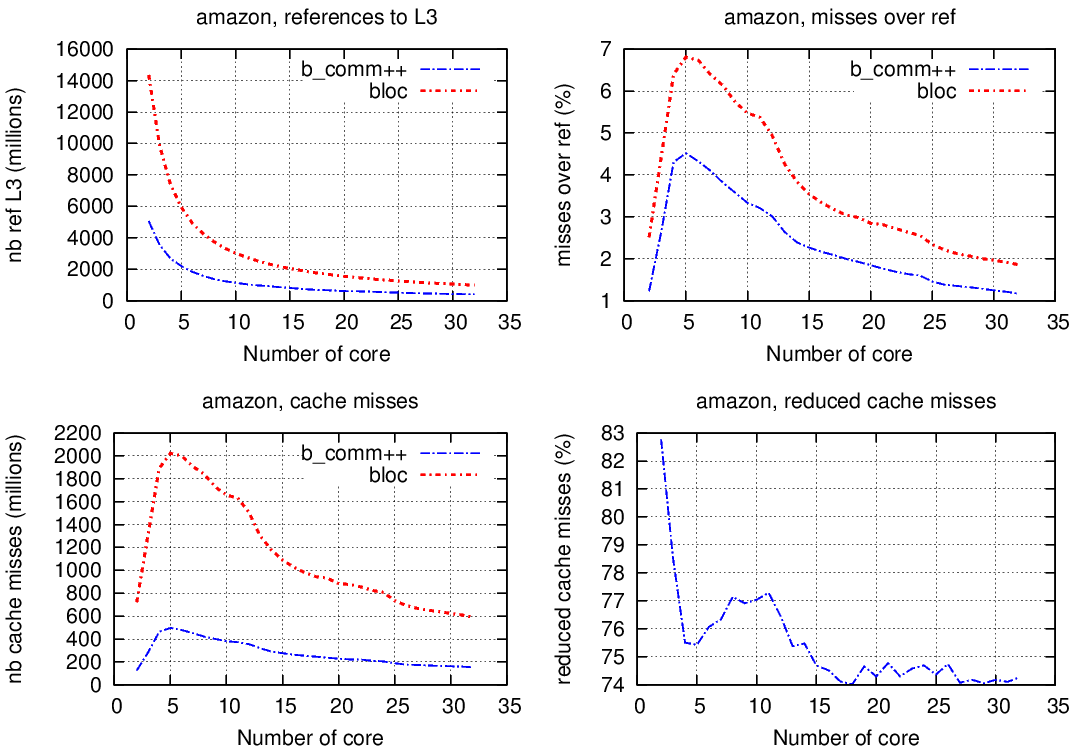 amazon, references to L3
nb ref L3 (millions)
16000
14000
12000
10000
8000
6000
4000
2000
0
b_comm++
bloc
0 5 10 15 20 25 30 35
Number of core
amazon, misses over ref
misses over ref (%)
7
6
5
4
3
2
1
b_comm++
bloc
0 5 10 15 20 25 30 35
Number of core
amazon, cache misses
nb cache misses (millions)
2200
2000
1800
1600
1400
1200
1000
800
600
400
200
0
b_comm++
bloc
0 5 10 15 20 25 30 35
Number of core
amazon, reduced cache misses
reduced cache misses (%)
83
82
81
80
79
78
77
76
75
74
0 5 10 15 20 25 30 35
Number of core